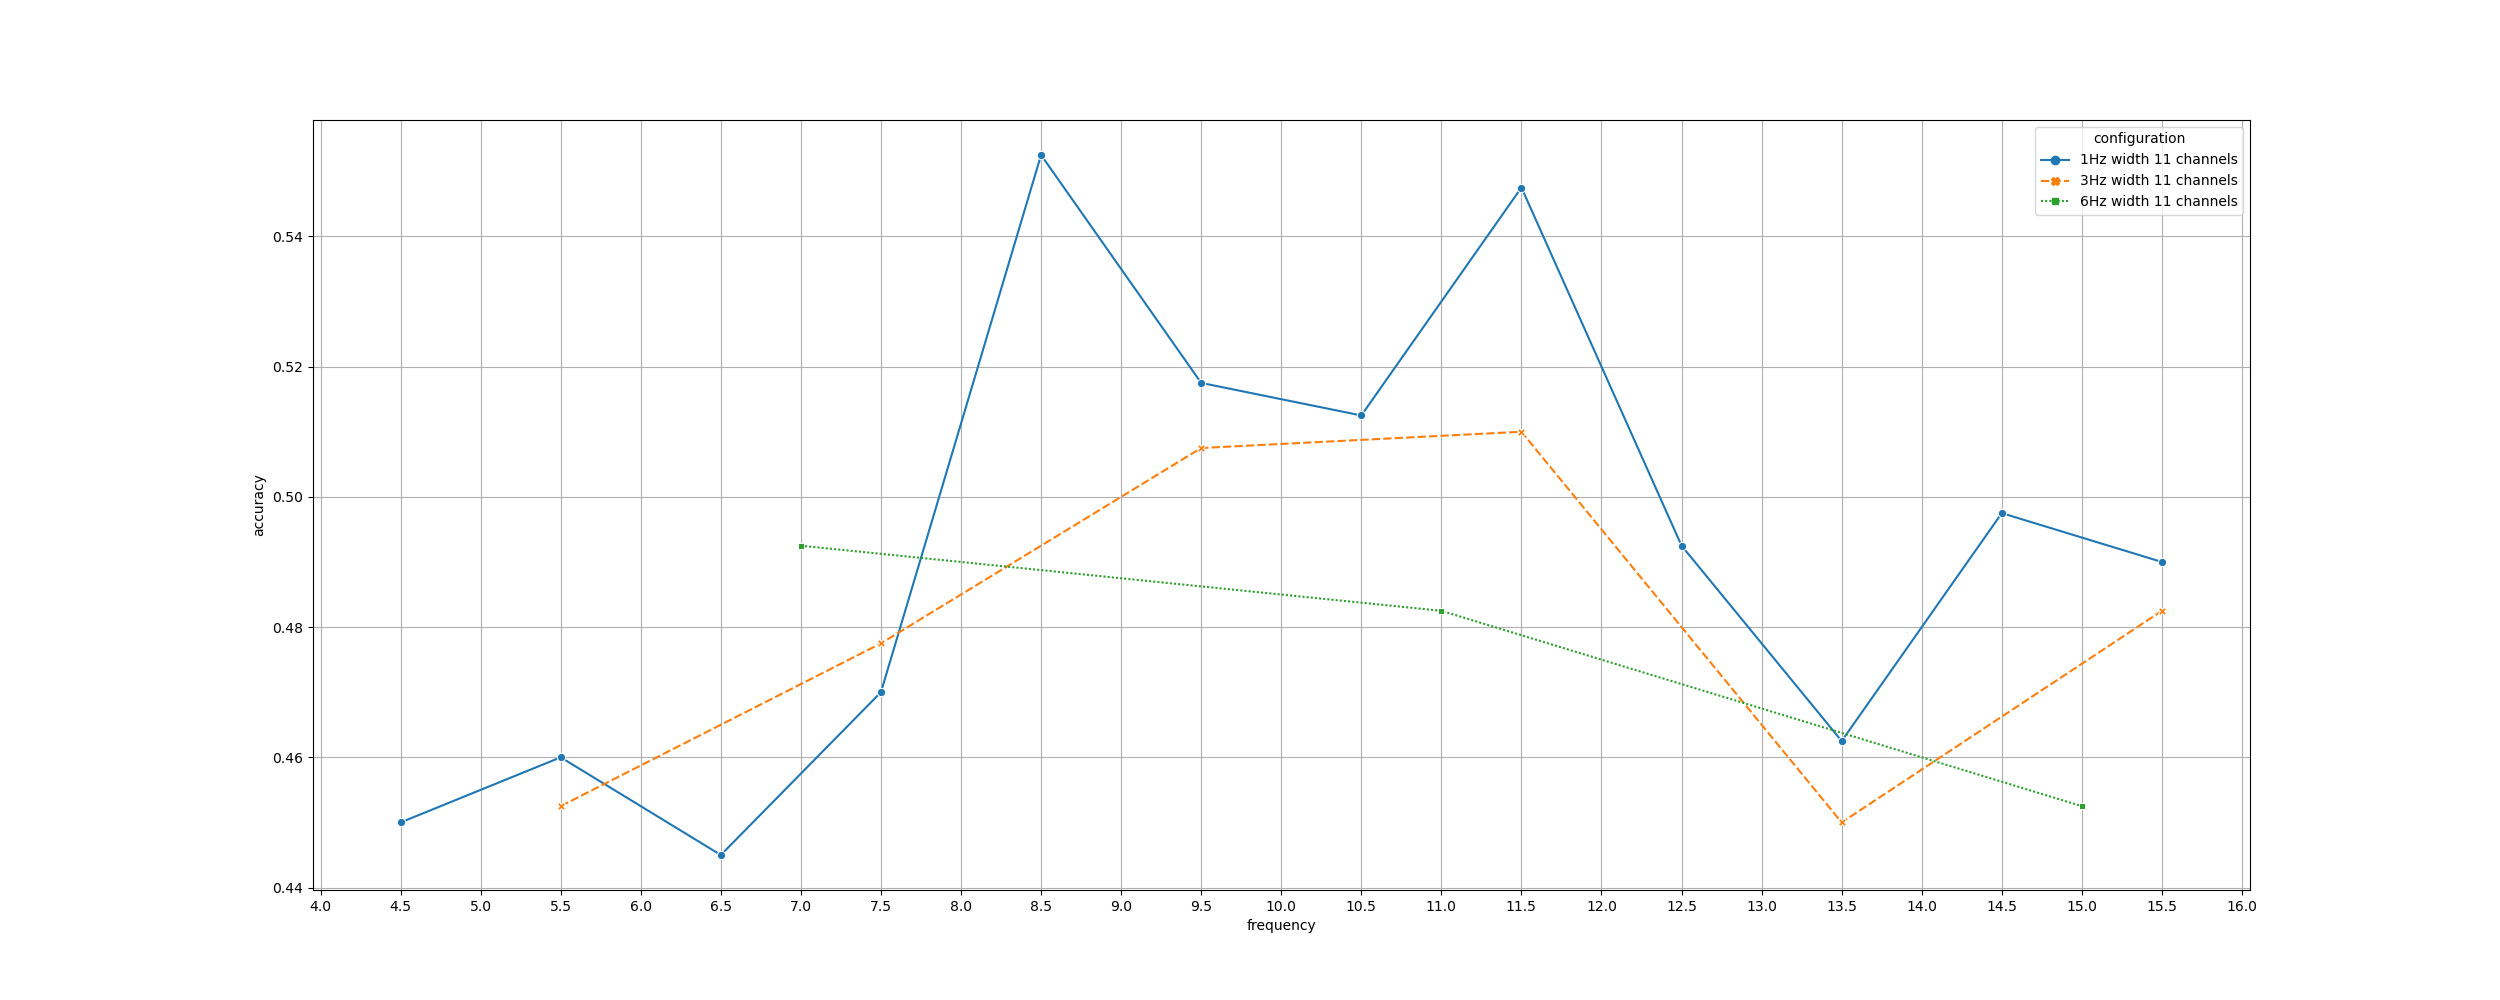 configuration
1Hz width 11 channels
3Hz width 11 channels
6Hz width 11 channels
accuracy
0.54
0.52
0.50
0.48
0.46
0.44
4.0 4.5 5.0 5.5 6.0 6.5 7.0 7.5 8.0 8.5 9.0 9.5 10.0 10.5 11.0 11.5 12.0 12.5 13.0 13.5 14.0 14.5 15.0 15.5 16.0
frequency